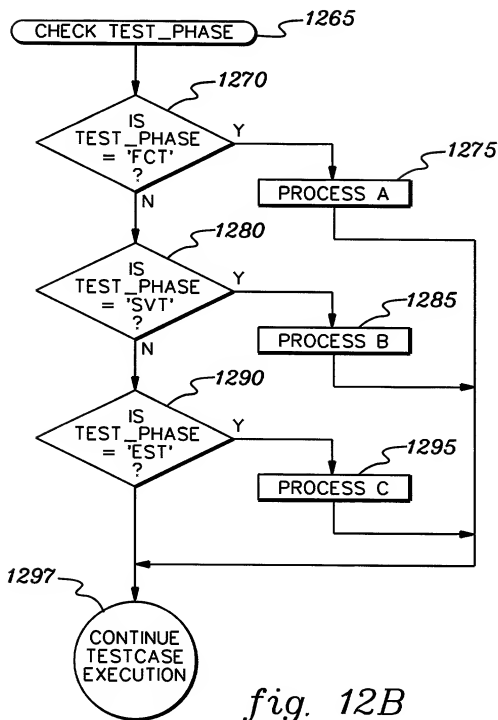 CHECK TEST_PHASE
1265
1270
IS
TEST_PHASE
= 'FCT'
?
Y
N
1275
PROCESS A
1280
IS
TEST_PHASE
= 'SVT'
?
Y
N
1285
PROCESS B
1290
IS
TEST_PHASE
= 'EST'
?
Y
1295
PROCESS C
1297
CONTINUE
TESTCASE
EXECUTION
fig. 12B